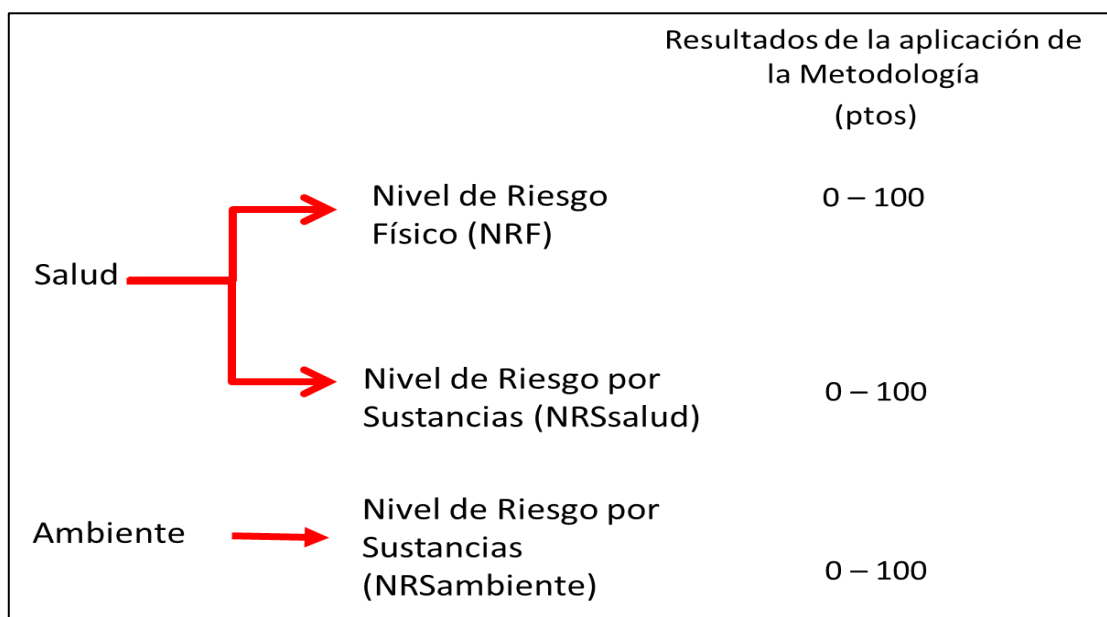 Resultados de la aplicación de
la Metodología
(ptos)
Nivel de Riesgo
Físico (NRF)
0 – 100
Salud
Nivel de Riesgo por
Sustancias (NRSsalud)
0 – 100
Ambiente
Nivel de Riesgo por
Sustancias
(NRSambiente)
0 – 100